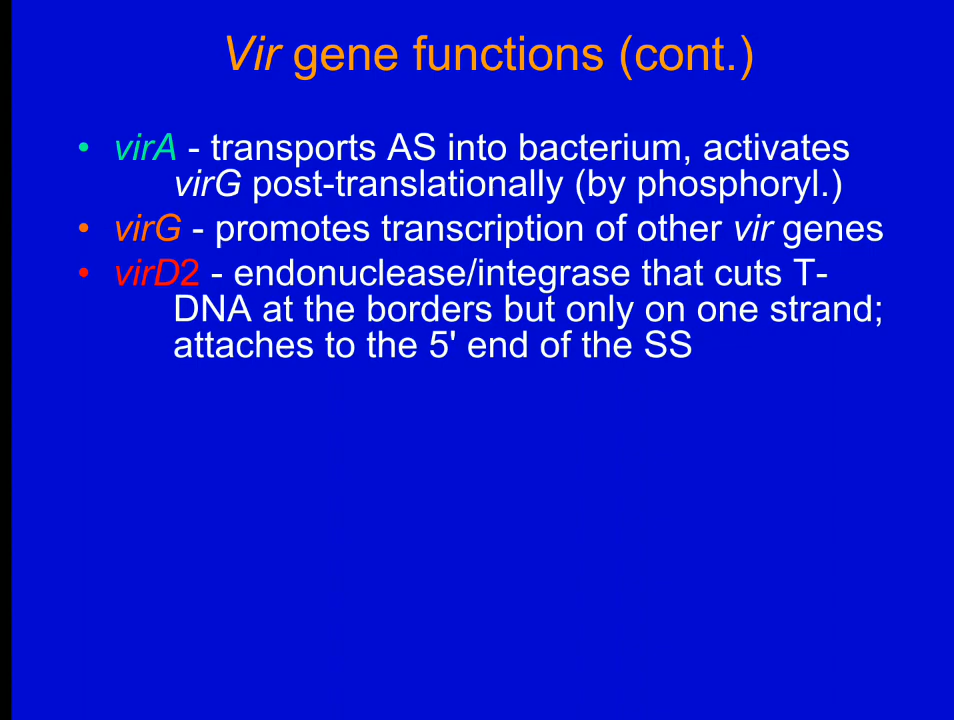 Vir gene functions (cont.)
• virA - transports AS into bacterium, activates
virG post-translationally (by phosphoryl.)
• virG - promotes transcription of other vir genes
• virD2 - endonuclease/integrase that cuts T-
DNA at the borders but only on one strand;
attaches to the 5' end of the SS